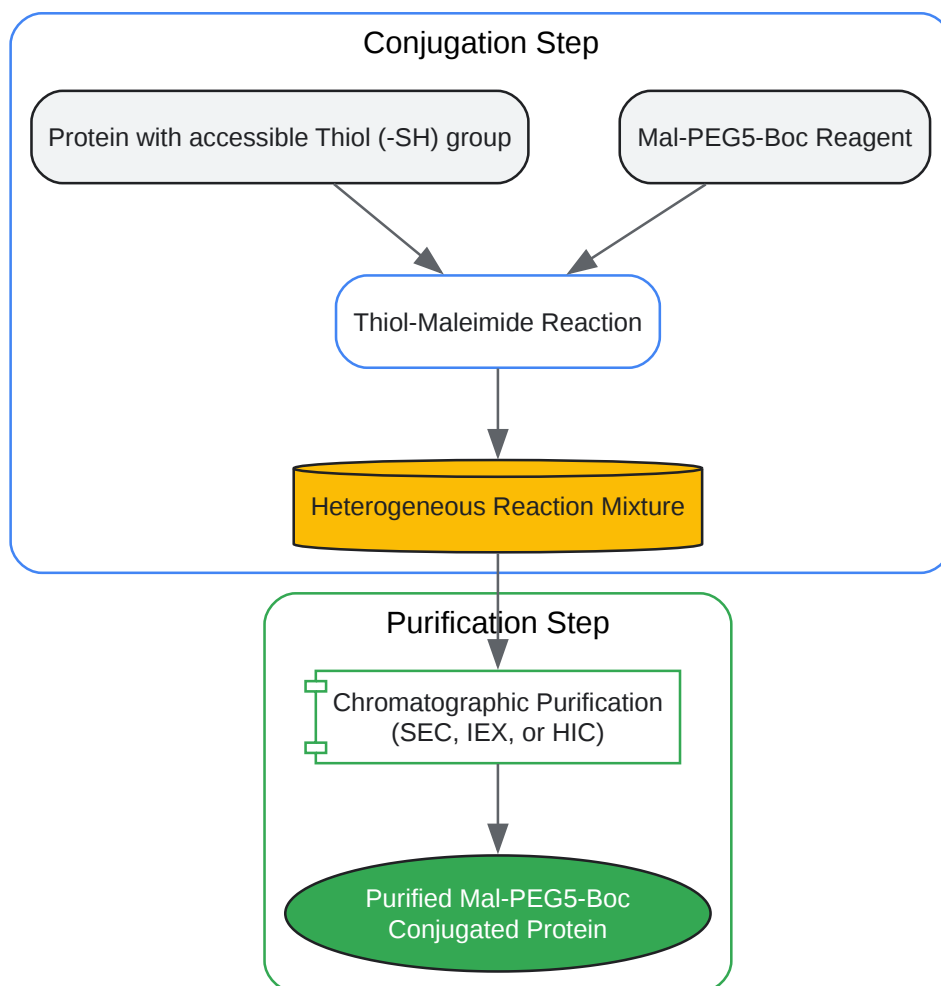 Conjugation Step
Protein with accessible Thiol (-SH) group
Mal-PEG5-Boc Reagent
Thiol-Maleimide Reaction
Heterogeneous Reaction Mixture
Purification Step
Chromatographic Purification
(SEC, IEX, or HIC)
Purified Mal-PEG5-Boc
Conjugated Protein